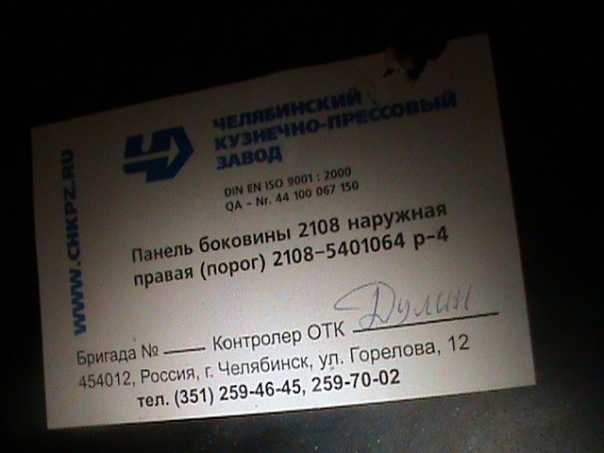 WWW.CHKPZ.RU
ЧЕЛЯБИНСКИЙ
КУЗНЕЧНО-ПРЕССОВЫЙ
ЗАВОД
DIN EN ISO 9001 : 2000
QA - Nr. 44 100 067 150
Панель боковины 2108 наружная
правая (порог) 2108-5401064 р-4
Бригада № Контролер ОТК Дулин
454012, Россия, г. Челябинск, ул. Горелова, 12
тел. (351) 259-46-45, 259-70-02